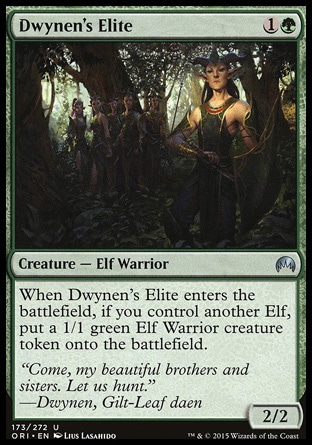 Dwynen's Elite 1
Creature — Elf Warrior
When Dwynen's Elite enters the
battlefield, if you control another Elf,
put a 1/1 green Elf Warrior creature
token onto the battlefield.
"Come, my beautiful brothers and
sisters. Let us hunt."
—Dwynen, Gilt-Leaf daen
2/2
173/272 U
ORI • EN Lius Lasahido
™ & © 2015 Wizards of the Coast